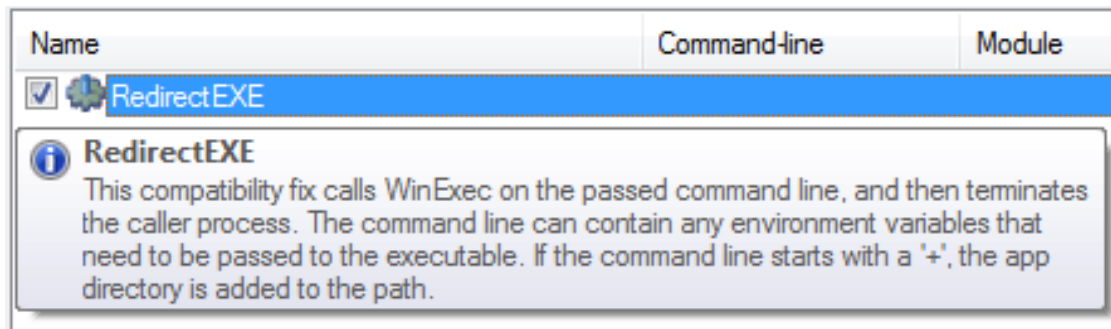 Name Command-line Module
RedirectEXE
RedirectEXE
This compatibility fix calls WinExec on the passed command line, and then terminates
the caller process. The command line can contain any environment variables that
need to be passed to the executable. If the command line starts with a '+', the app
directory is added to the path.